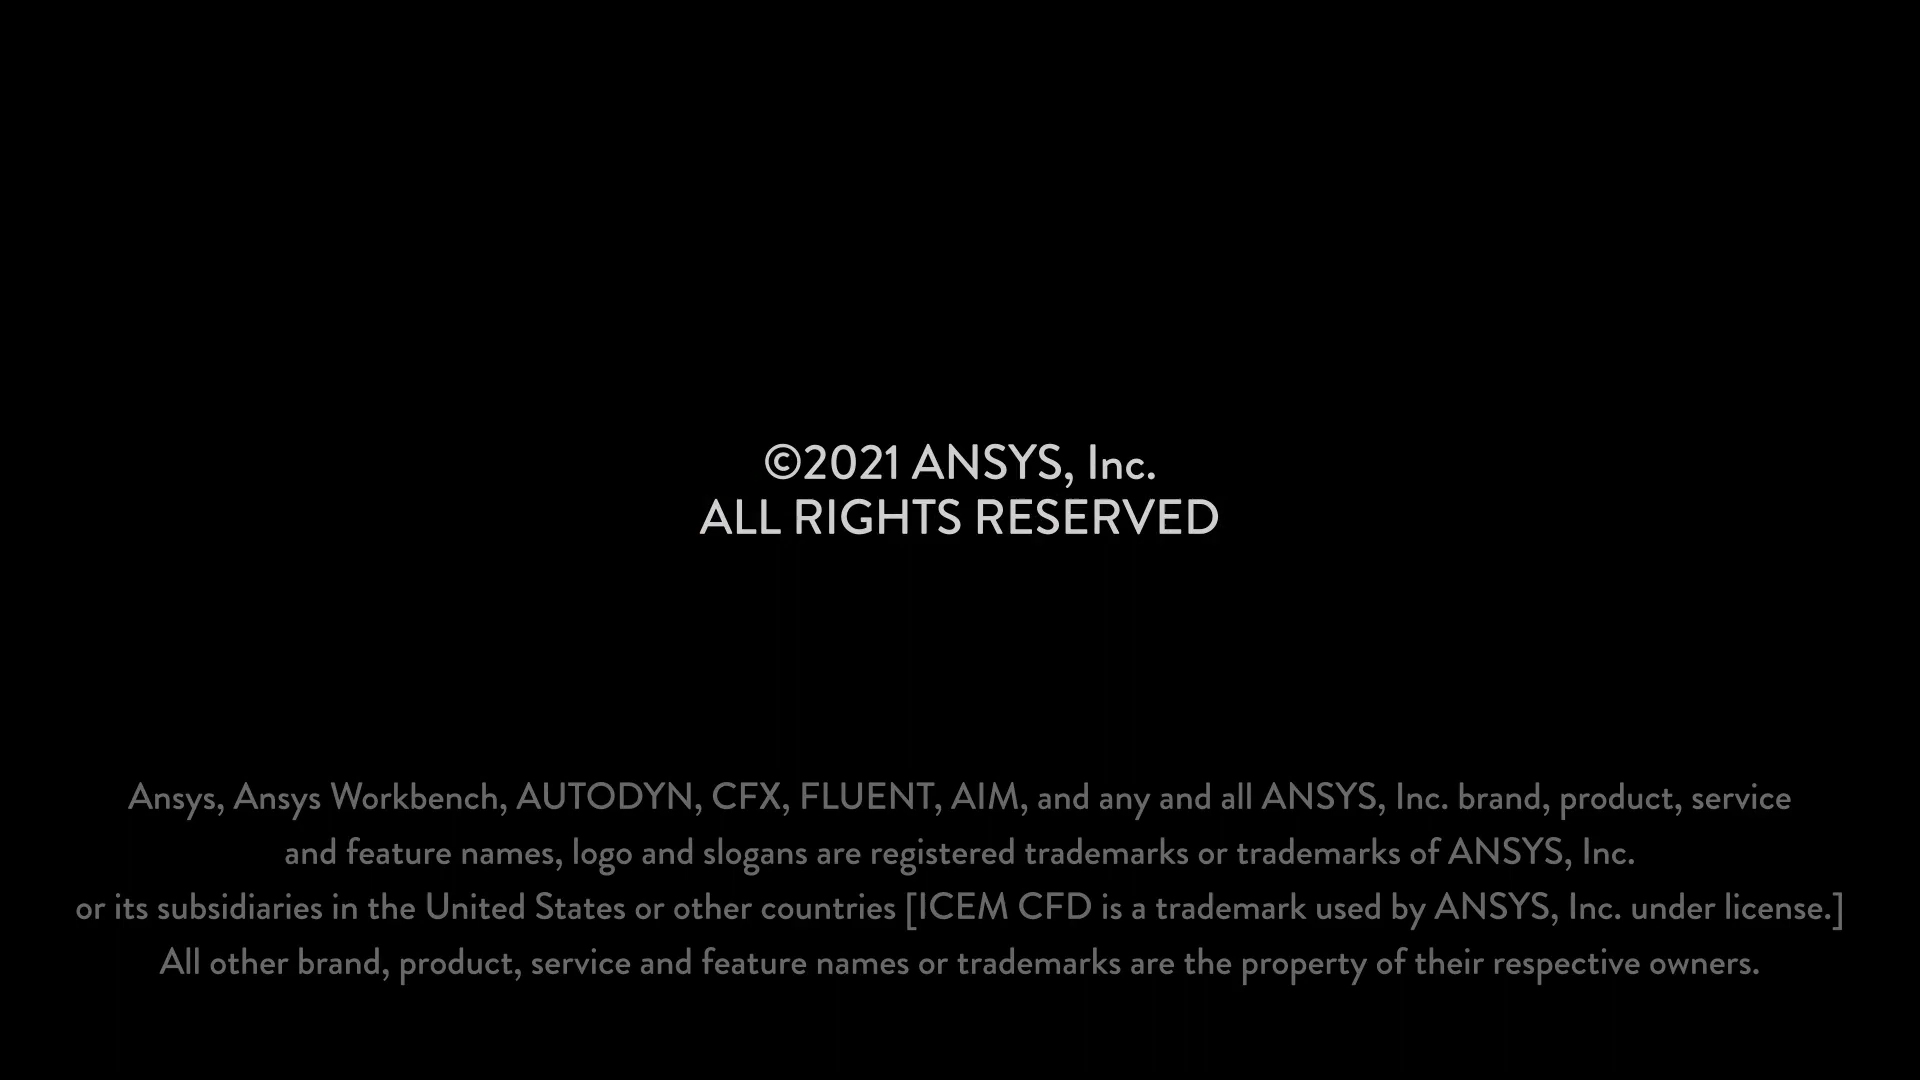 ©2021 ANSYS, Inc.
ALL RIGHTS RESERVED
Ansys, Ansys Workbench, AUTODYN, CFX, FLUENT, AIM, and any and all ANSYS, Inc. brand, product, service
and feature names, logo and slogans are registered trademarks or trademarks of ANSYS, Inc.
or its subsidiaries in the United States or other countries [ICEM CFD is a trademark used by ANSYS, Inc. under license.]
All other brand, product, service and feature names or trademarks are the property of their respective owners.